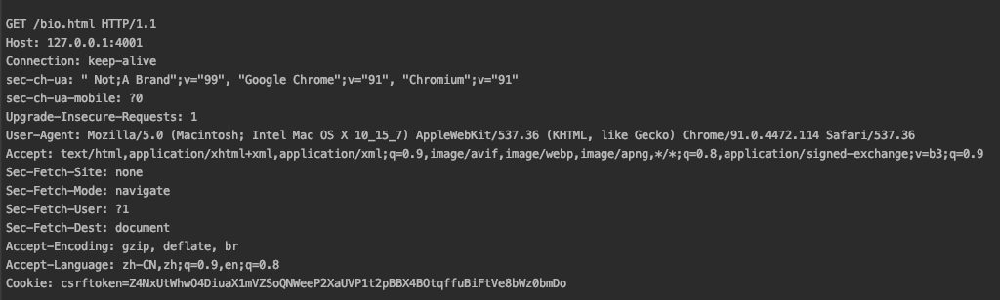 GET /bio.html HTTP/1.1
Host: 127.0.0.1:4001
Connection: keep-alive
sec-ch-ua: " Not;A Brand";v="99", "Google Chrome";v="91", "Chromium";v="91"
sec-ch-ua-mobile: ?0
Upgrade-Insecure-Requests: 1
User-Agent: Mozilla/5.0 (Macintosh; Intel Mac OS X 10_15_7) AppleWebKit/537.36 (KHTML, like Gecko) Chrome/91.0.4472.114 Safari/537.36
Accept: text/html,application/xhtml+xml,application/xml;q=0.9,image/avif,image/webp,image/apng,*/*;q=0.8,application/signed-exchange;v=b3;q=0.9
Sec-Fetch-Site: none
Sec-Fetch-Mode: navigate
Sec-Fetch-User: ?1
Sec-Fetch-Dest: document
Accept-Encoding: gzip, deflate, br
Accept-Language: zh-CN,zh;q=0.9,en;q=0.8
Cookie: csrftoken=Z4NxUtWhwO4DiuaX1mVZSoQNWeeP2XaUVP1t2pBBX4BOtqffuBiFtVe8bWz0bmDo